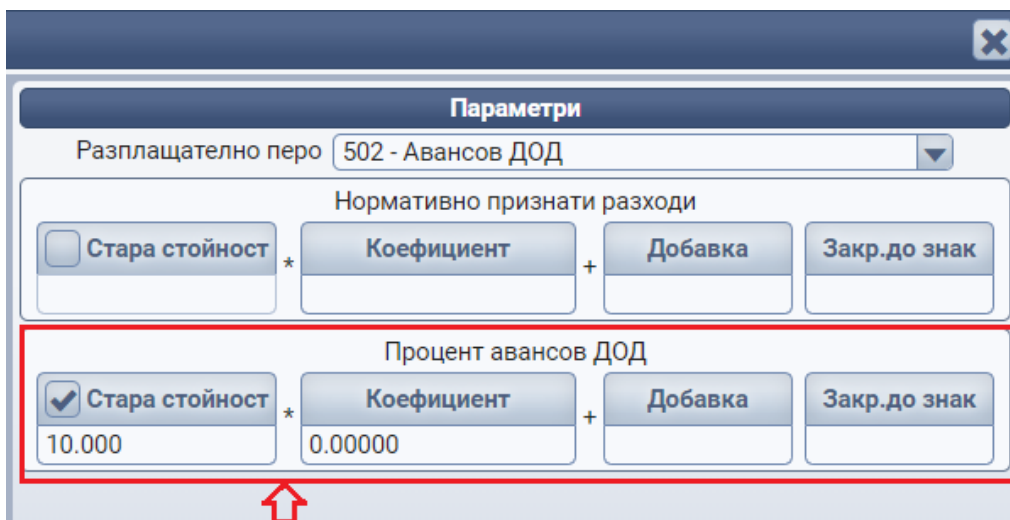 Параметри
Разплащателно перо 502 - Авансов ДОД
Нормативно признати разходи
Стара стойност * Коефициент + Добавка Закр.до знак
Процент авансов ДОД
Стара стойност * Коефициент + Добавка Закр.до знак
10.000 0.00000